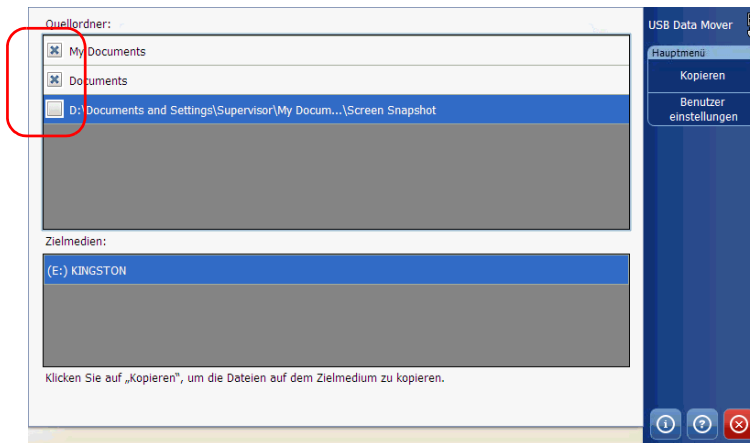 Quellordner:
My Documents
Documents
D:\Documents and Settings\Supervisor\My Docum...\Screen Snapshot
Zielmedien:
(E:) KINGSTON
Klicken Sie auf „Kopieren“, um die Dateien auf dem Zielmedium zu kopieren.
USB Data Mover
Hauptmenü
Kopieren
Benutzer
einstellungen